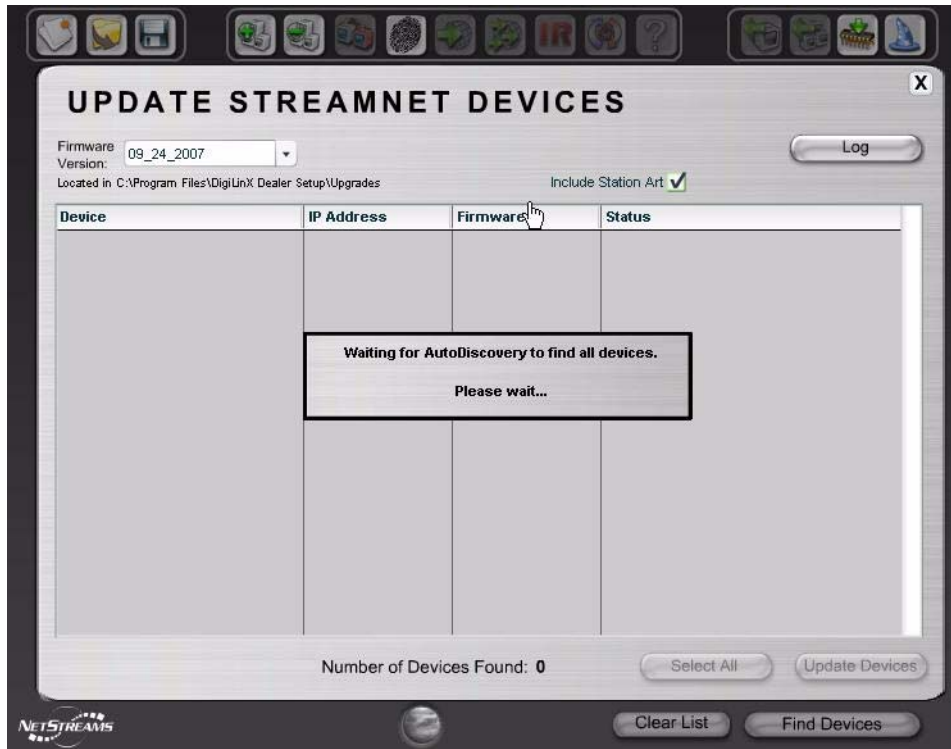 IR
?
X
UPDATE STREAMNET DEVICES
Firmware Version: 09_24_2007
Log
Located in C:\Program Files\DigiLinX Dealer Setup\Upgrades
Include Station Art
Device IP Address Firmware Status
Waiting for AutoDiscovery to find all devices.
Please wait...
Number of Devices Found: 0
Select All
Update Devices
NETSTREAMS
Clear List
Find Devices